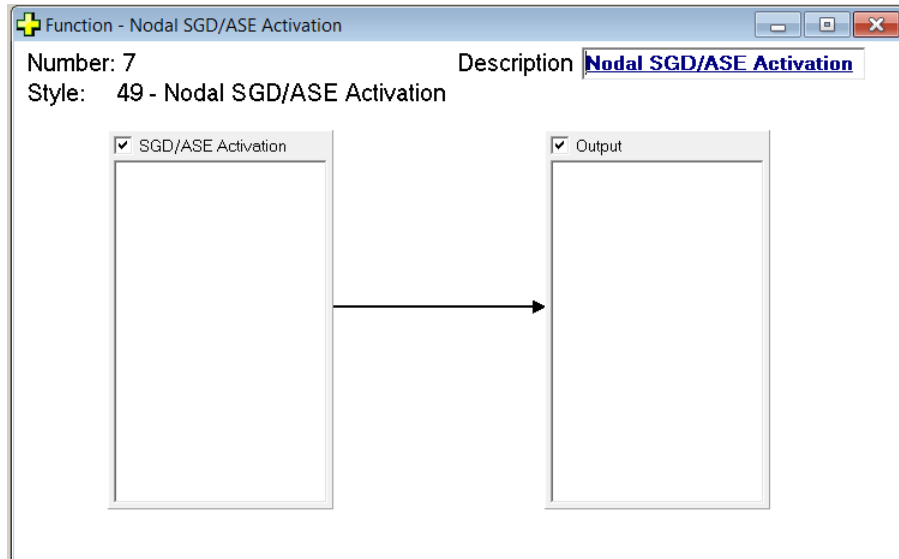 Function - Nodal SGD/ASE Activation
Number: 7 Description Nodal SGD/ASE Activation
Style: 49 - Nodal SGD/ASE Activation
SGD/ASE Activation Output